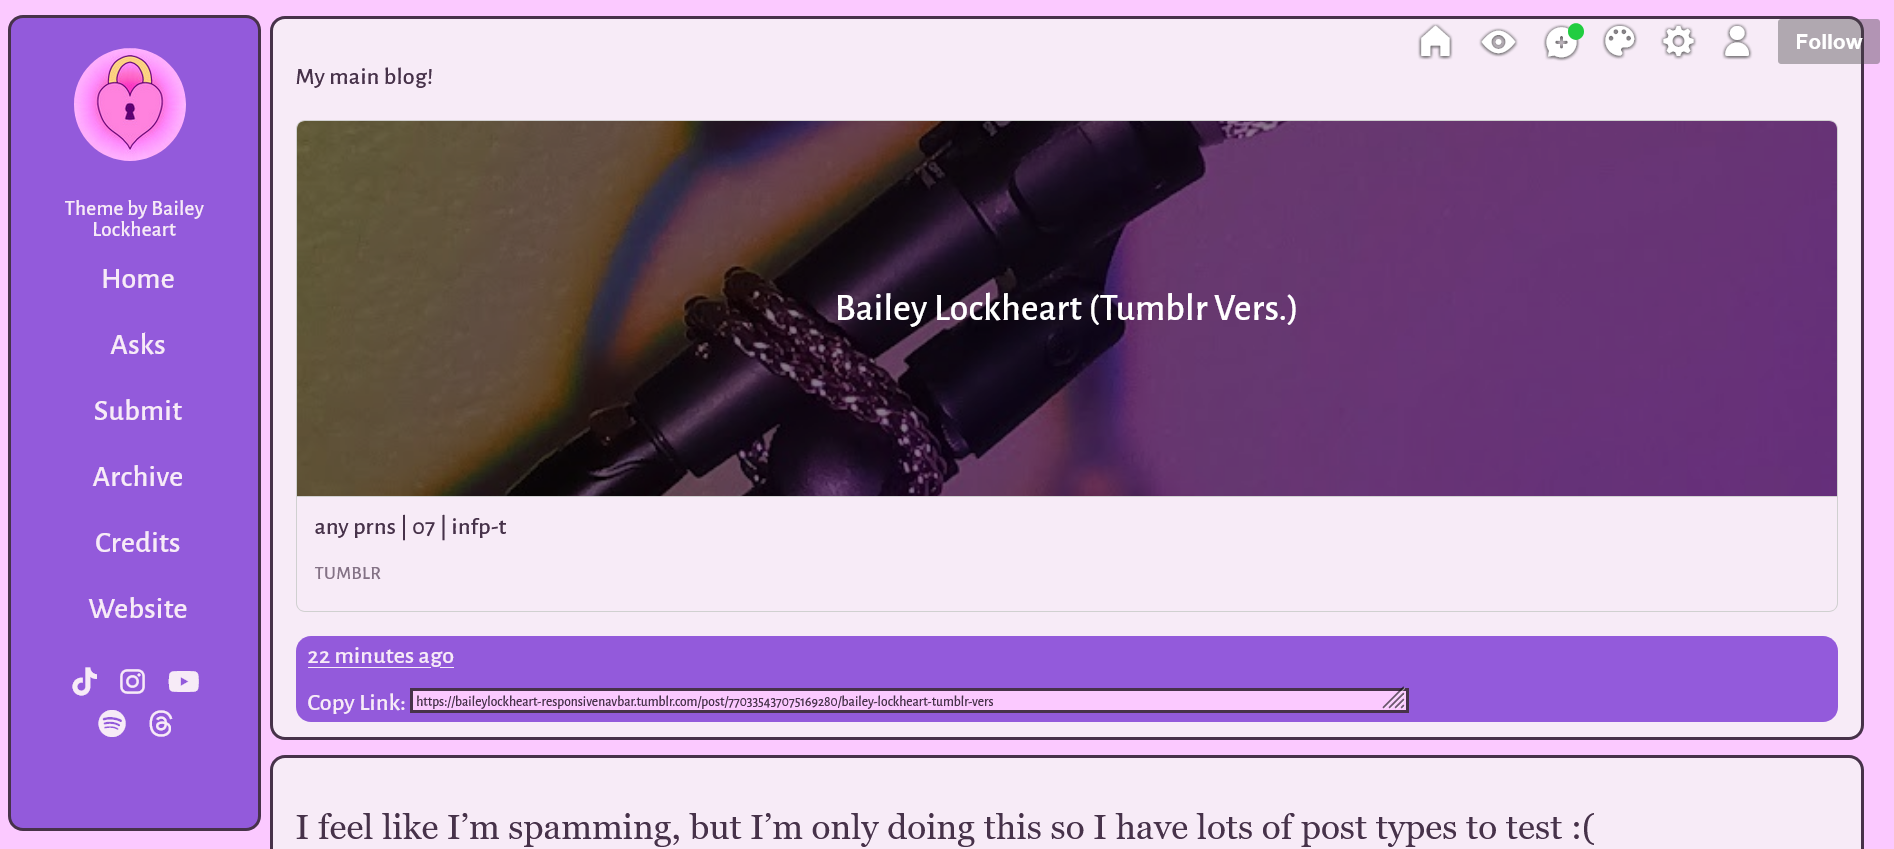 Theme by Bailey
Lockheart
Home
Asks
Submit
Archive
Credits
Website
Follow
My main blog!
Bailey Lockheart (Tumblr Vers.)
any prns | 07 | infp-t
TUMBLR
22 minutes ago
Copy Link: https://baileylockheart-responsivenavbar.tumblr.com/post/770335437075169280/bailey-lockheart-tumblr-vers
I feel like I’m spamming, but I’m only doing this so I have lots of post types to test :(